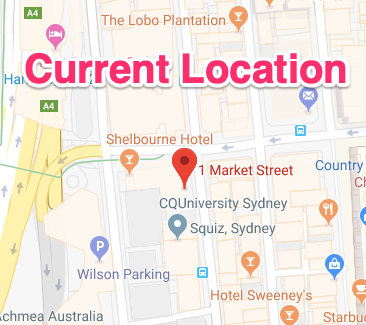 A4
The Lobo Plantation
Current Location
Har
A4
Shelbourne Hotel
1 Market Street
Country
Ch
CQUniversity Sydney
Squiz, Sydney
P
Wilson Parking
Hotel Sweeney's
Achmea Australia
Starbu